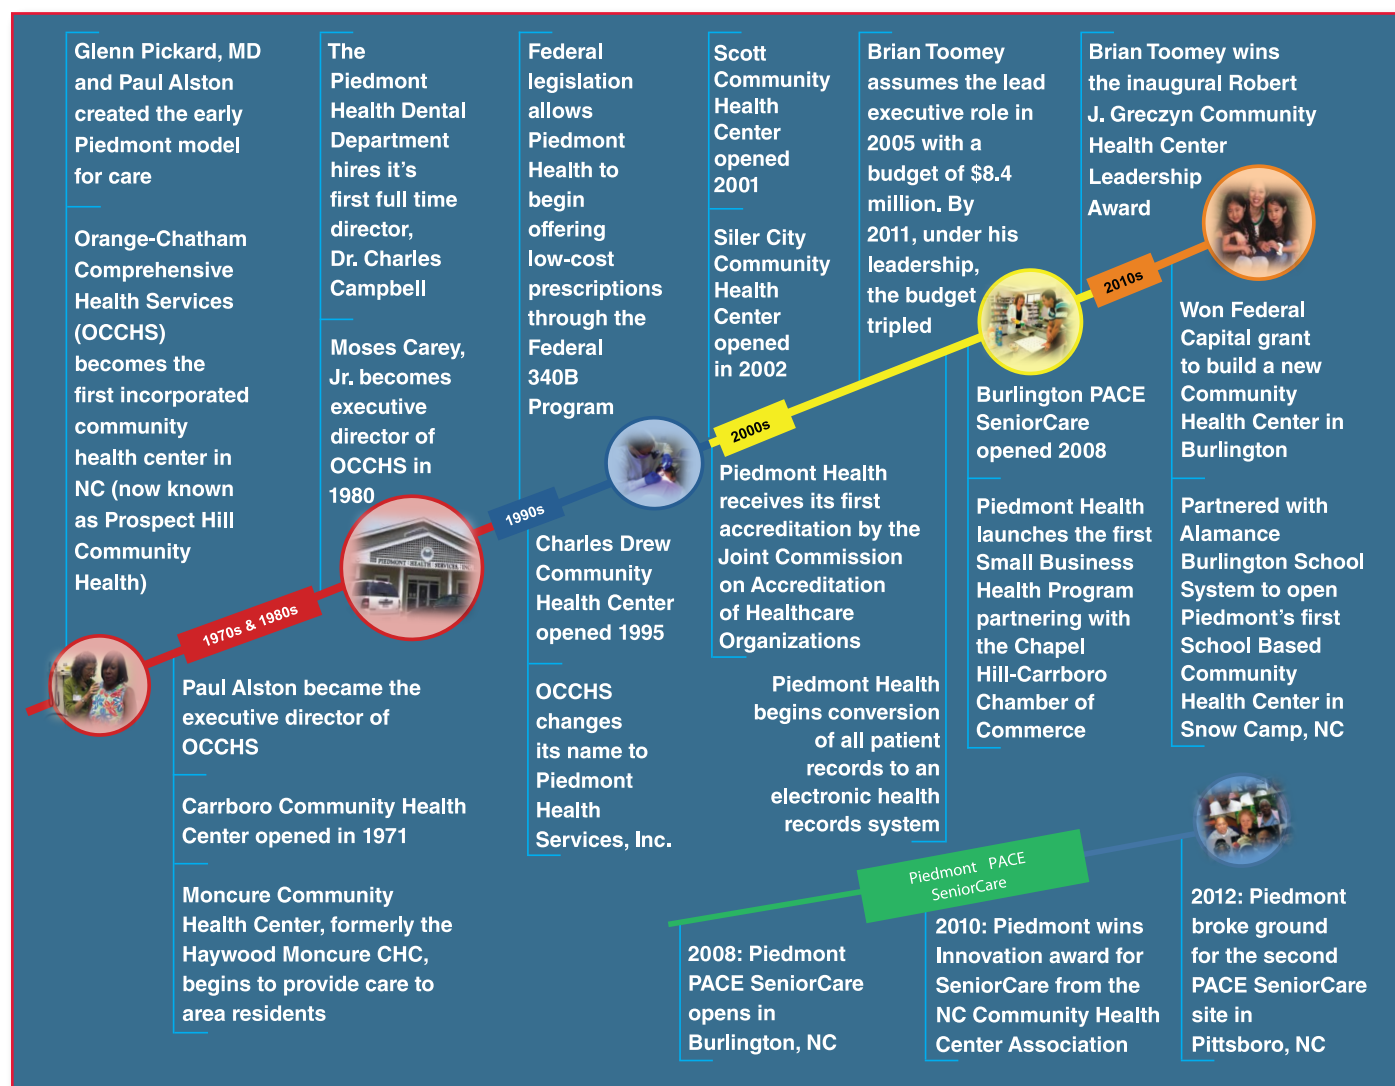 Glenn Pickard, MD
and Paul Alston
created the early
Piedmont model
for care
Orange-Chatham
Comprehensive
Health Services
(OCCHS)
becomes the
first incorporated
community
health center in
NC (now known
as Prospect Hill
Community
Health)
The
Piedmont
Health Dental
Department
hires it's
first full time
director,
Dr. Charles
Campbell
Moses Carey,
Jr. becomes
executive
director of
OCCHS in
1980
Federal
legislation
allows
Piedmont
Health to
begin
offering
low-cost
prescriptions
through the
Federal
340B
Program
Scott
Community
Health
Center
opened
2001
Siler City
Community
Health
Center
opened
in 2002
Brian Toomey
assumes the lead
executive role in
2005 with a
budget of $8.4
million. By
2011, under his
leadership,
the budget
tripled
Brian Toomey wins
the inaugural Robert
J. Greczyn Community
Health Center
Leadership
Award
1970s & 1980s
PIEDMONT HEALTH SERVICES, INC.
1990s
2000s
2010s
Paul Alston became the
executive director of
OCCHS
Carrboro Community Health
Center opened in 1971
Moncure Community
Health Center, formerly the
Haywood Moncure CHC,
begins to provide care to
area residents
Charles Drew
Community
Health Center
opened 1995
OCCHS
changes
its name to
Piedmont
Health
Services, Inc.
Piedmont Health
receives its first
accreditation by the
Joint Commission
on Accreditation
of Healthcare
Organizations
Piedmont Health
begins conversion
of all patient
records to an
electronic health
records system
Burlington PACE
SeniorCare
opened 2008
Piedmont Health
launches the first
Small Business
Health Program
partnering with
the Chapel
Hill-Carrboro
Chamber of
Commerce
Won Federal
Capital grant
to build a new
Community
Health Center in
Burlington
Partnered with
Alamance
Burlington School
System to open
Piedmont's first
School Based
Community
Health Center in
Snow Camp, NC
Piedmont PACE
SeniorCare
2008: Piedmont
PACE SeniorCare
opens in
Burlington, NC
2010: Piedmont wins
Innovation award for
SeniorCare from the
NC Community Health
Center Association
2012: Piedmont
broke ground
for the second
PACE SeniorCare
site in
Pittsboro, NC